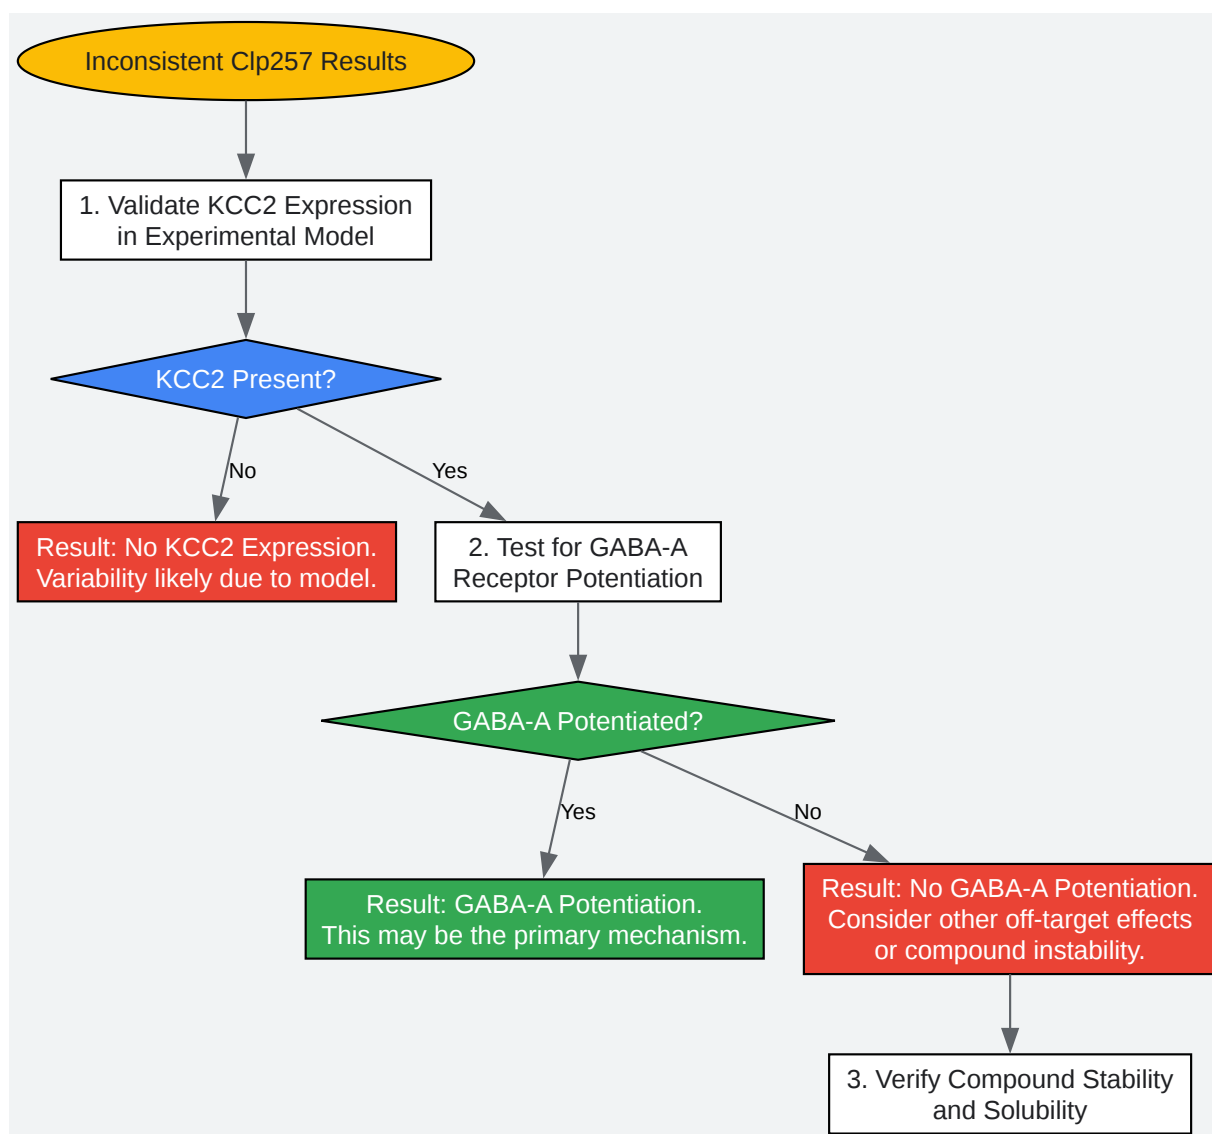 Inconsistent Clp257 Results
1. Validate KCC2 Expression
in Experimental Model
KCC2 Present?
No
Yes
Result: No KCC2 Expression.
Variability likely due to model.
2. Test for GABA-A
Receptor Potentiation
GABA-A Potentiated?
Yes
No
Result: GABA-A Potentiation.
This may be the primary mechanism.
Result: No GABA-A Potentiation.
Consider other off-target effects
or compound instability.
3. Verify Compound Stability
and Solubility